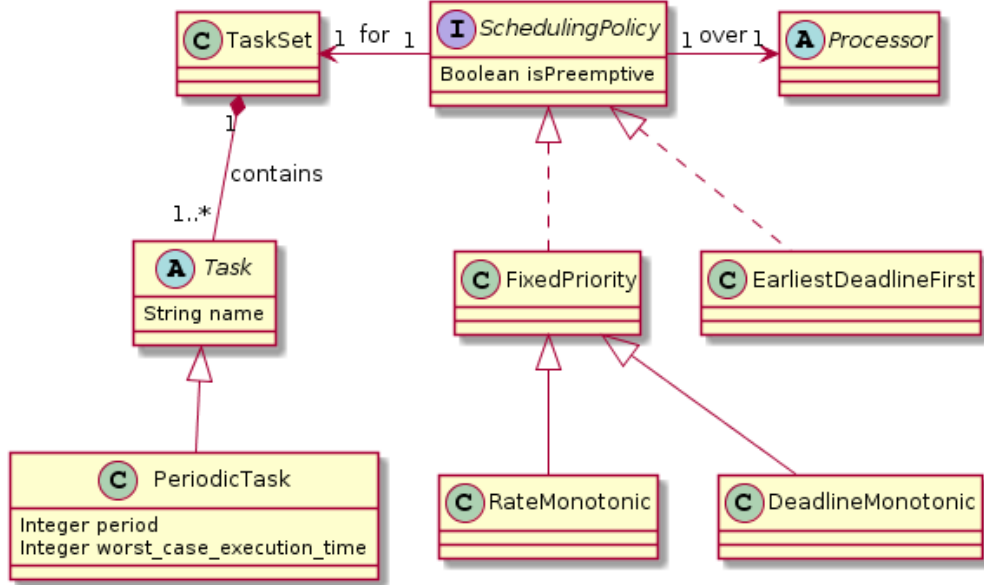 C TaskSet
1 for 1
I SchedulingPolicy
Boolean isPreemptive
1 over 1
A Processor
1
contains
1..*
A Task
String name
C FixedPriority
C EarliestDeadlineFirst
C PeriodicTask
Integer period
Integer worst_case_execution_time
C RateMonotonic
C DeadlineMonotonic